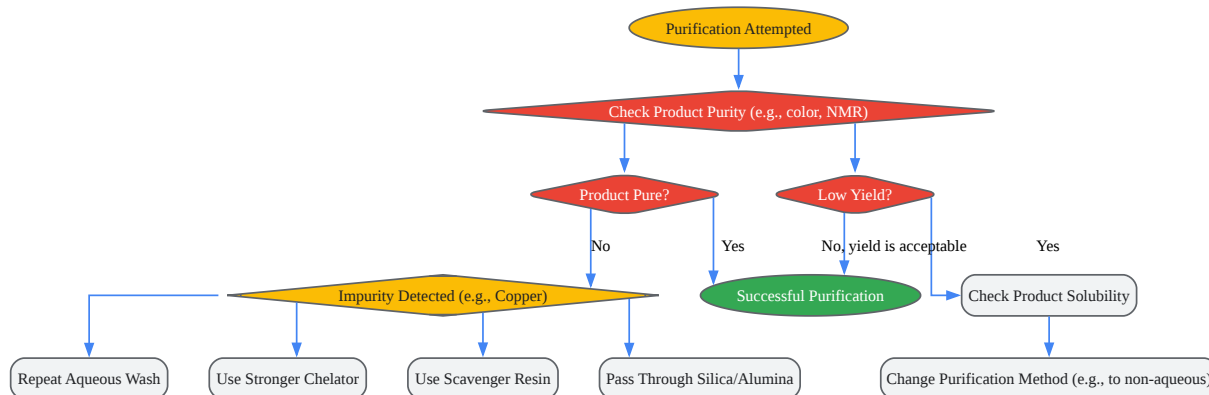 Purification Attempted
Check Product Purity (e.g., color, NMR)
Product Pure?
Low Yield?
No
Yes
No, yield is acceptable
Yes
Impurity Detected (e.g., Copper)
Successful Purification
Check Product Solubility
Repeat Aqueous Wash
Use Stronger Chelator
Use Scavenger Resin
Pass Through Silica/Alumina
Change Purification Method (e.g., to non-aqueous)